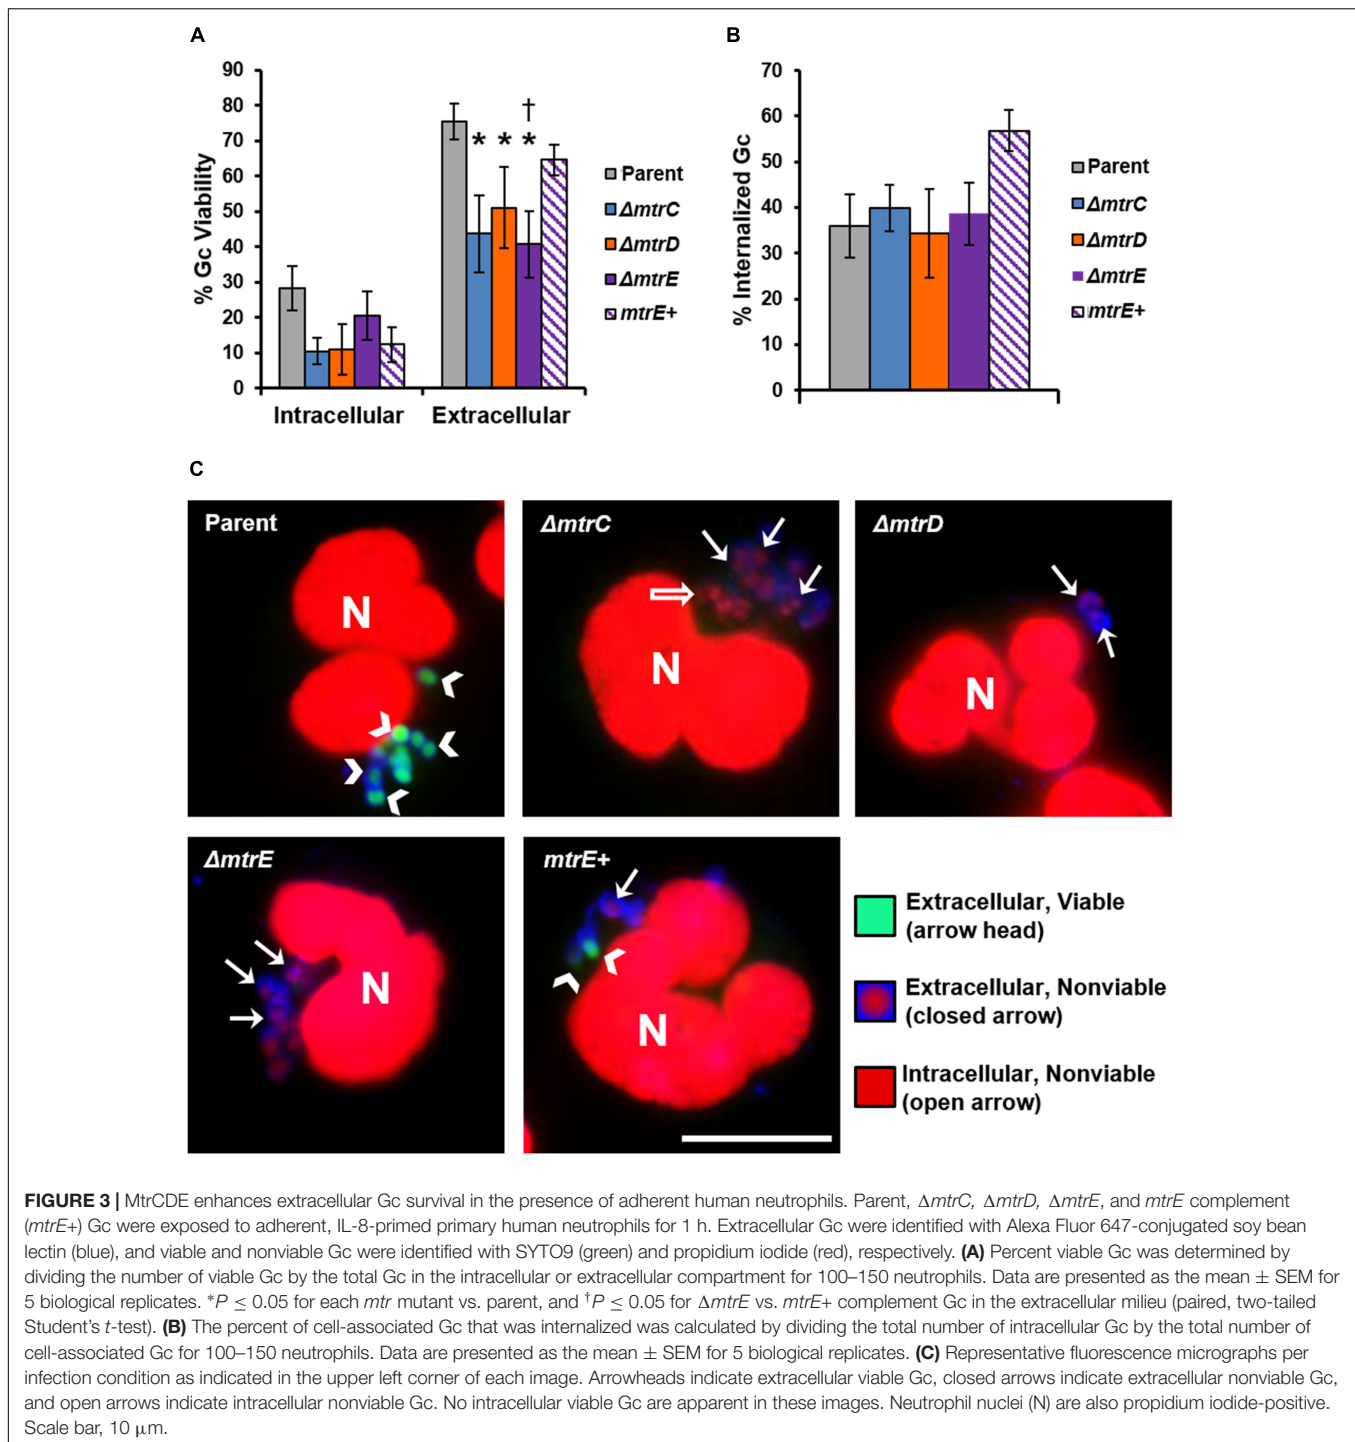 A
90
80
70
60
50
40
30
20
10
0
% Gc Viability
†
* * *
Intracellular Extracellular
Parent
ΔmtrC
ΔmtrD
ΔmtrE
mtrE+
B
70
60
50
40
30
20
10
0
% Internalized Gc
Parent
ΔmtrC
ΔmtrD
ΔmtrE
mtrE+
C
Parent
N
ΔmtrC
N
ΔmtrD
N
ΔmtrE
N
mtrE+
N
Extracellular, Viable
(arrow head)
Extracellular, Nonviable
(closed arrow)
Intracellular, Nonviable
(open arrow)
FIGURE 3 | MtrCDE enhances extracellular Gc survival in the presence of adherent human neutrophils. Parent, ΔmtrC, ΔmtrD, ΔmtrE, and mtrE complement
(mtrE+) Gc were exposed to adherent, IL-8-primed primary human neutrophils for 1 h. Extracellular Gc were identified with Alexa Fluor 647-conjugated soy bean
lectin (blue), and viable and nonviable Gc were identified with SYTO9 (green) and propidium iodide (red), respectively. (A) Percent viable Gc was determined by
dividing the number of viable Gc by the total Gc in the intracellular or extracellular compartment for 100–150 neutrophils. Data are presented as the mean ± SEM for
5 biological replicates. *P ≤ 0.05 for each mtr mutant vs. parent, and †P ≤ 0.05 for ΔmtrE vs. mtrE+ complement Gc in the extracellular milieu (paired, two-tailed
Student's t-test). (B) The percent of cell-associated Gc that was internalized was calculated by dividing the total number of intracellular Gc by the total number of
cell-associated Gc for 100–150 neutrophils. Data are presented as the mean ± SEM for 5 biological replicates. (C) Representative fluorescence micrographs per
infection condition as indicated in the upper left corner of each image. Arrowheads indicate extracellular viable Gc, closed arrows indicate extracellular nonviable Gc,
and open arrows indicate intracellular nonviable Gc. No intracellular viable Gc are apparent in these images. Neutrophil nuclei (N) are also propidium iodide-positive.
Scale bar, 10 μm.